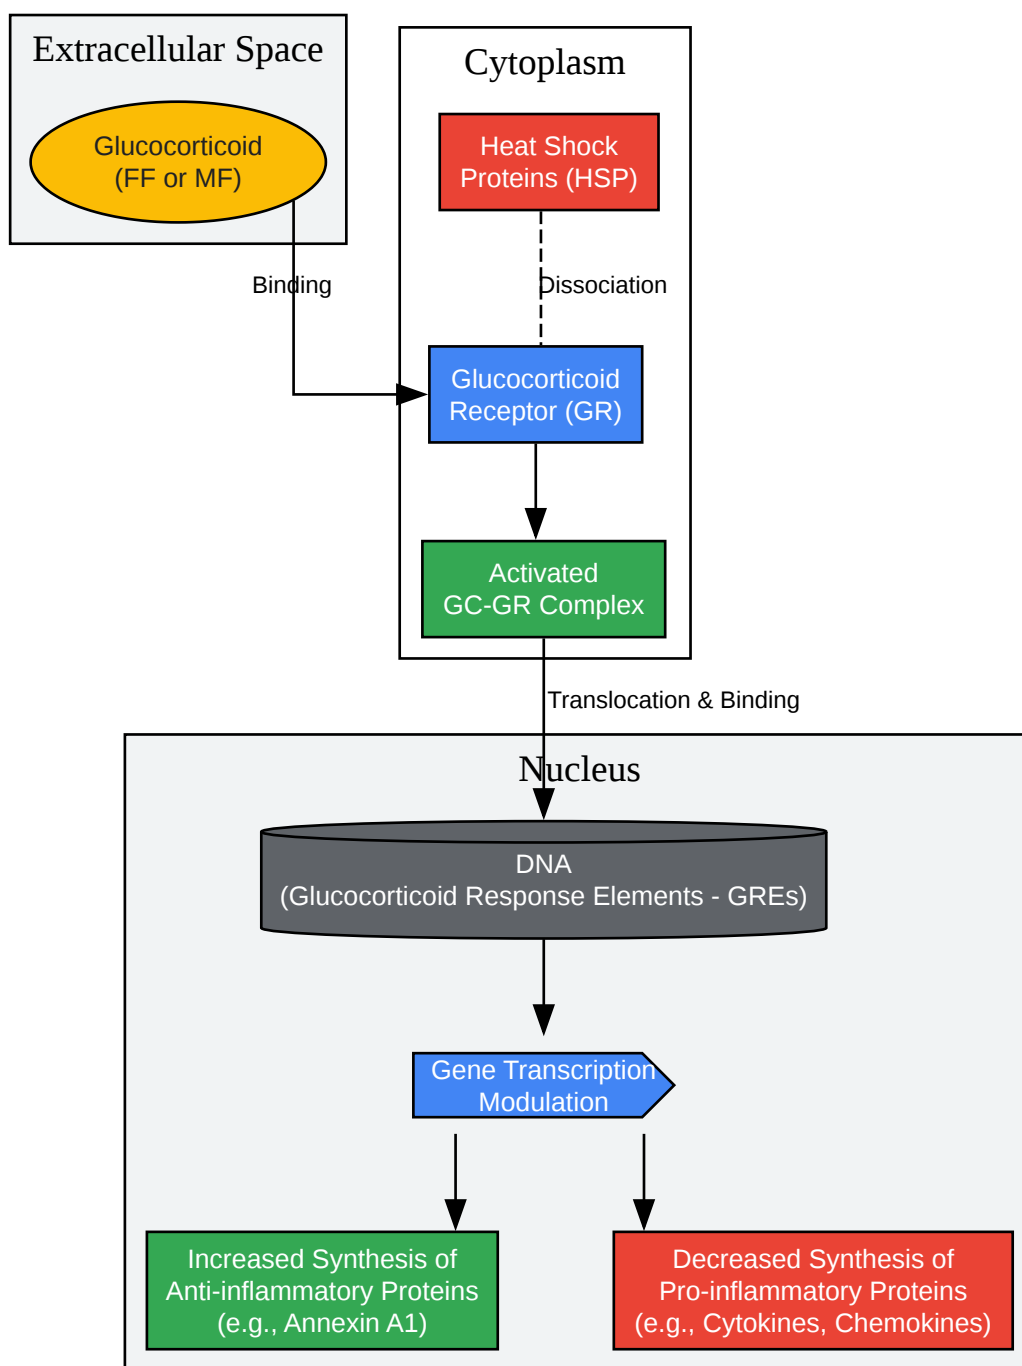 Extracellular Space
Glucocorticoid
(FF or MF)
Cytoplasm
Heat Shock
Proteins (HSP)
Binding
Dissociation
Glucocorticoid
Receptor (GR)
Activated
GC-GR Complex
Translocation & Binding
Nucleus
DNA
(Glucocorticoid Response Elements - GREs)
Gene Transcription
Modulation
Increased Synthesis of
Anti-inflammatory Proteins
(e.g., Annexin A1)
Decreased Synthesis of
Pro-inflammatory Proteins
(e.g., Cytokines, Chemokines)